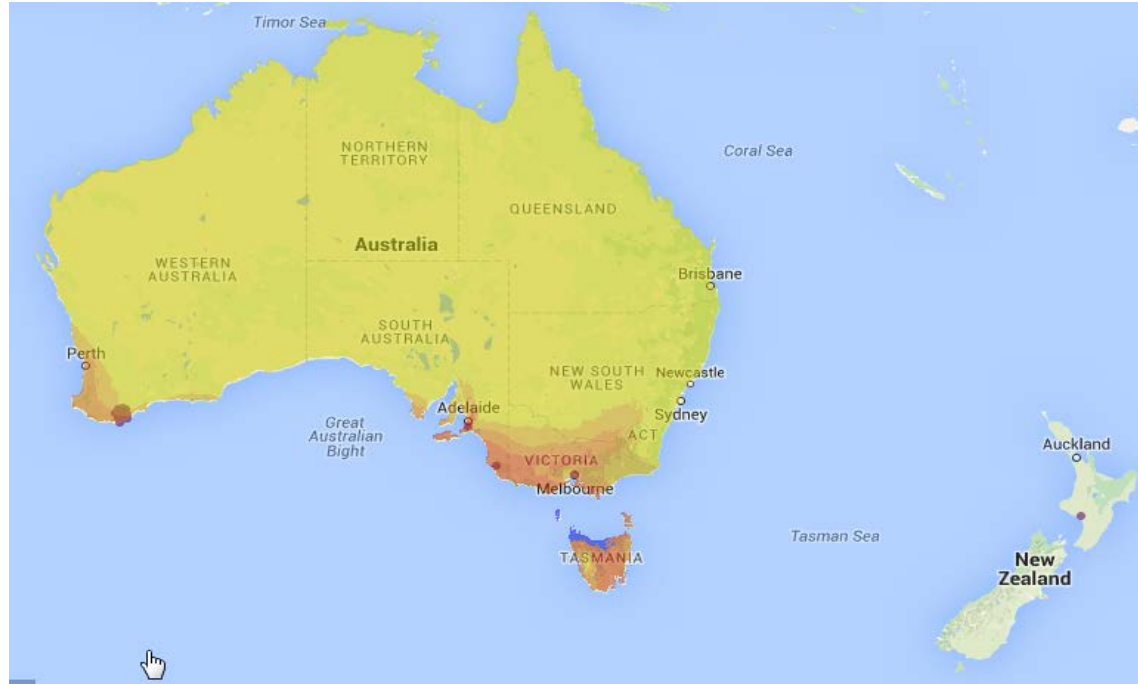 Timor Sea
NORTHERN
TERRITORY
Coral Sea
QUEENSLAND
Australia
WESTERN
AUSTRALIA
Brisbane
SOUTH
AUSTRALIA
Perth
NEW SOUTH
WALES
Newcastle
Adelaide
Sydney
Great
Australian
Bight
ACT
Auckland
VICTORIA
Melbourne
Tasman Sea
TASMANIA
New
Zealand